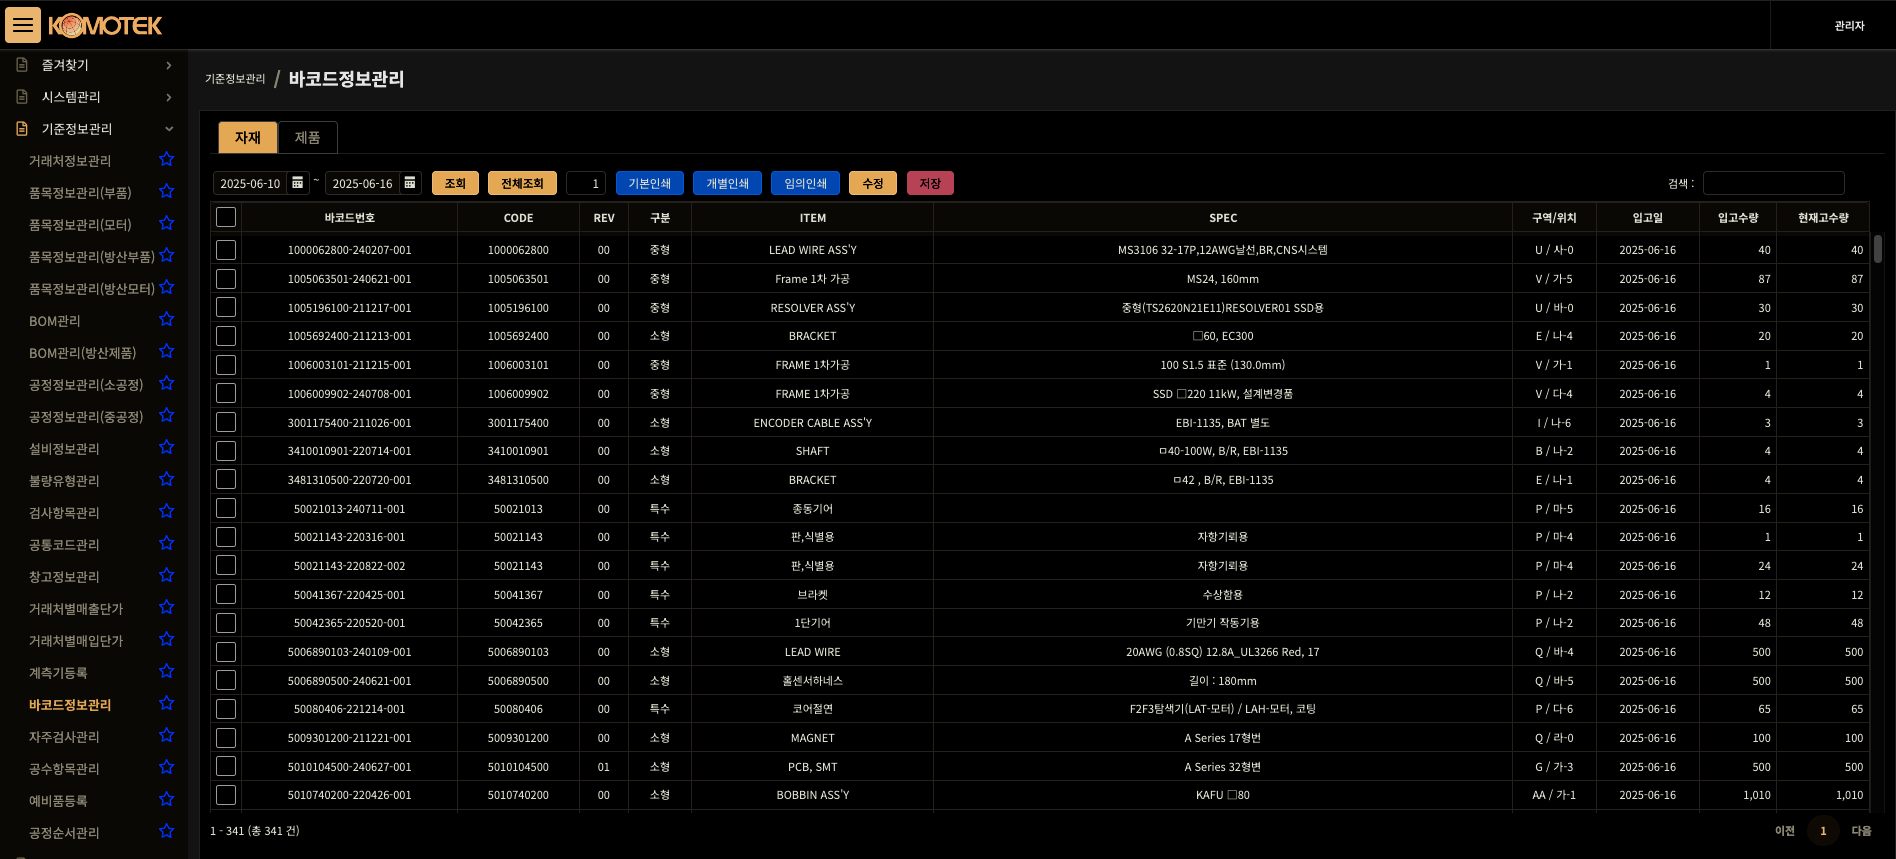 KOMOTEK
관리자
즐겨찾기
시스템관리
기준정보관리
거래처정보관리
품목정보관리(부품)
품목정보관리(모터)
품목정보관리(방산부품)
품목정보관리(방산모터)
BOM관리
BOM관리(방산제품)
공정정보관리(소공정)
공정정보관리(중공정)
설비정보관리
불량유형관리
검사항목관리
공통코드관리
창고정보관리
거래처별매출단가
거래처별매입단가
계측기등록
바코드정보관리
자주검사관리
공수항목관리
예비품등록
공정순서관리
기준정보관리 / 바코드정보관리
자재 제품
2025-06-10 ~ 2025-06-16 조회 전체조회 1 기본인쇄 개별인쇄 임의인쇄 수정 저장 검색 :
바코드번호 CODE REV 구분 ITEM SPEC 구역/위치 입고일 입고수량 현재고수량
1000062800-240207-001 1000062800 00 중형 LEAD WIRE ASS'Y MS3106 32-17P,12AWG날선,BR,CNS시스템 U / 사-0 2025-06-16 40 40
1005063501-240621-001 1005063501 00 중형 Frame 1차 가공 MS24, 160mm V / 가-5 2025-06-16 87 87
1005196100-211217-001 1005196100 00 중형 RESOLVER ASS'Y 중형(TS2620N21E11)RESOLVER01 SSD용 U / 바-0 2025-06-16 30 30
1005692400-211213-001 1005692400 00 소형 BRACKET □60, EC300 E / 나-4 2025-06-16 20 20
1006003101-211215-001 1006003101 00 중형 FRAME 1차가공 100 S1.5 표준 (130.0mm) V / 가-1 2025-06-16 1 1
1006009902-240708-001 1006009902 00 중형 FRAME 1차가공 SSD □220 11kW, 설계변경품 V / 다-4 2025-06-16 4 4
3001175400-211026-001 3001175400 00 소형 ENCODER CABLE ASS'Y EBI-1135, BAT 별도 I / 나-6 2025-06-16 3 3
3410010901-220714-001 3410010901 00 소형 SHAFT ㅁ40-100W, B/R, EBI-1135 B / 나-2 2025-06-16 4 4
3481310500-220720-001 3481310500 00 소형 BRACKET ㅁ42 , B/R, EBI-1135 E / 나-1 2025-06-16 4 4
50021013-240711-001 50021013 00 특수 종동기어 P / 마-5 2025-06-16 16 16
50021143-220316-001 50021143 00 특수 판,식별용 자항기뢰용 P / 마-4 2025-06-16 1 1
50021143-220822-002 50021143 00 특수 판,식별용 자항기뢰용 P / 마-4 2025-06-16 24 24
50041367-220425-001 50041367 00 특수 브라켓 수상함용 P / 나-2 2025-06-16 12 12
50042365-220520-001 50042365 00 특수 1단기어 기만기 작동기용 P / 나-2 2025-06-16 48 48
5006890103-240109-001 5006890103 00 소형 LEAD WIRE 20AWG (0.8SQ) 12.8A_UL3266 Red, 17 Q / 바-4 2025-06-16 500 500
5006890500-240621-001 5006890500 00 소형 홀센서하네스 길이 : 180mm Q / 바-5 2025-06-16 500 500
50080406-221214-001 50080406 00 특수 코어절연 F2F3탐색기(LAT-모터) / LAH-모터, 코팅 P / 다-6 2025-06-16 65 65
5009301200-211221-001 5009301200 00 소형 MAGNET A Series 17형번 Q / 라-0 2025-06-16 100 100
5010104500-240627-001 5010104500 01 소형 PCB, SMT A Series 32형변 G / 가-3 2025-06-16 500 500
5010740200-220426-001 5010740200 00 소형 BOBBIN ASS'Y KAFU □80 AA / 가-1 2025-06-16 1,010 1,010
1 - 341 (총 341 건) 이전 1 다음